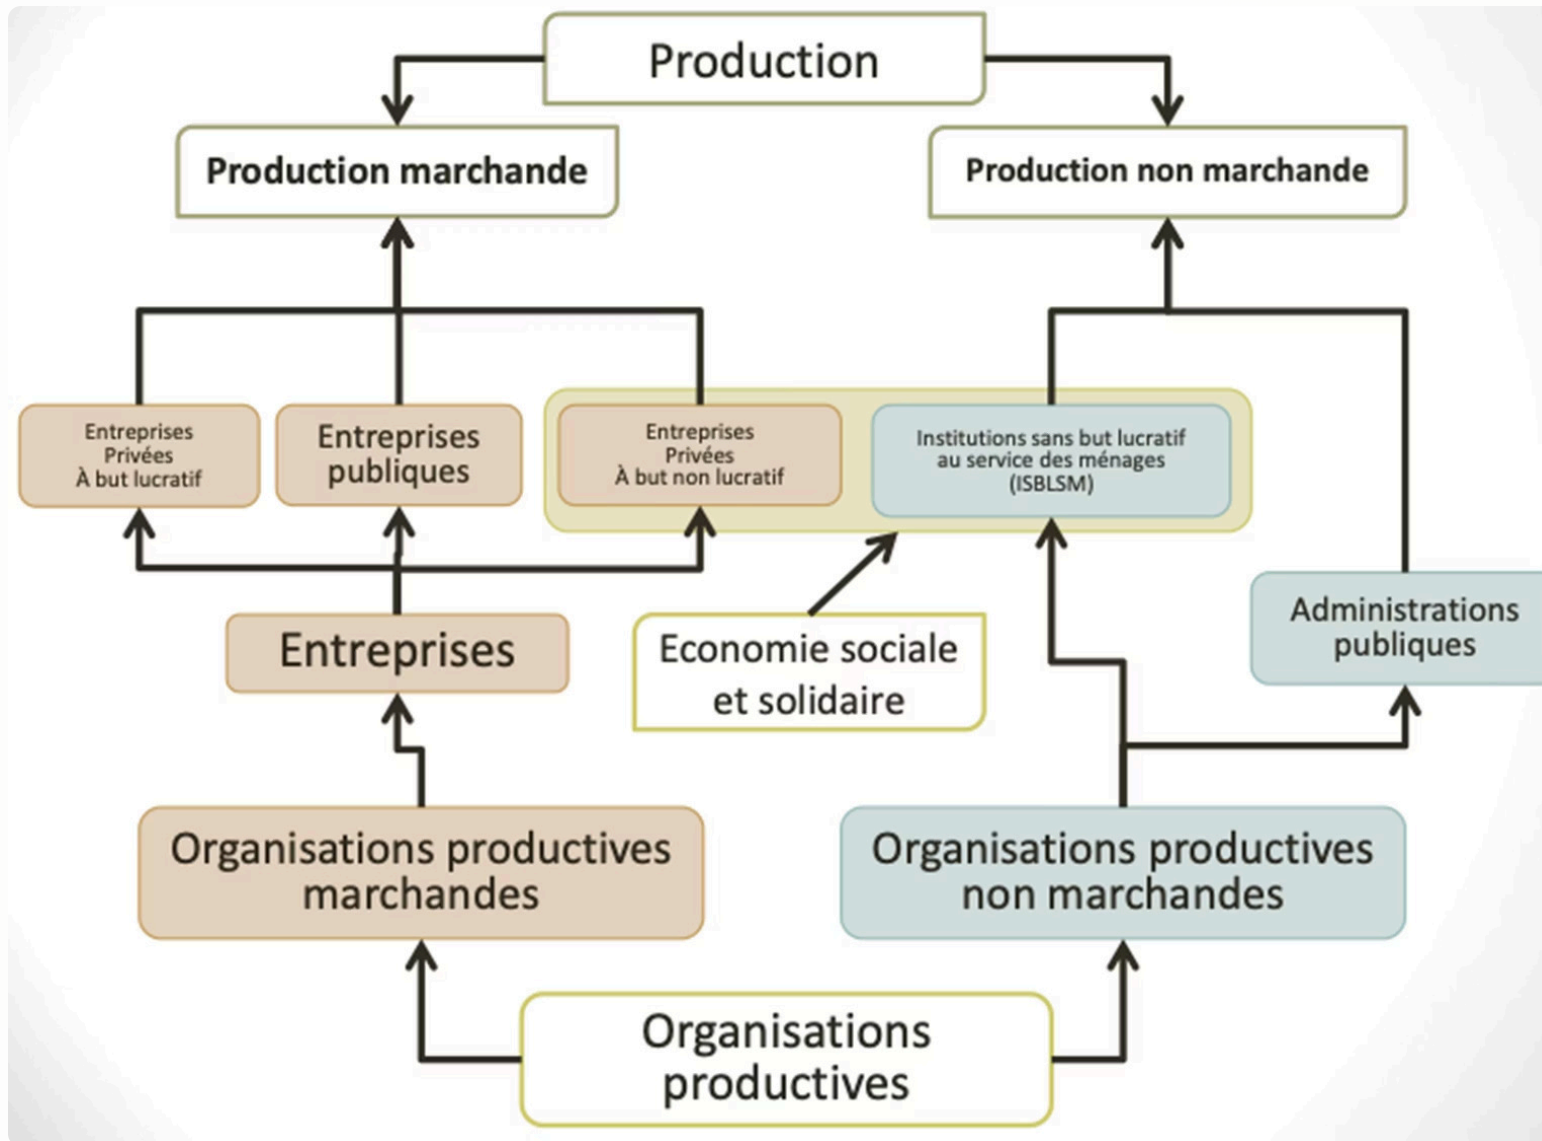 Production
Production marchande
Production non marchande
Entreprises
Privées
À but lucratif
Entreprises
publiques
Entreprises
Privées
À but non lucratif
Institutions sans but lucratif
au service des ménages
(ISBLSM)
Administrations
publiques
Entreprises
Economie sociale
et solidaire
Organisations productives
marchandes
Organisations productives
non marchandes
Organisations
productives